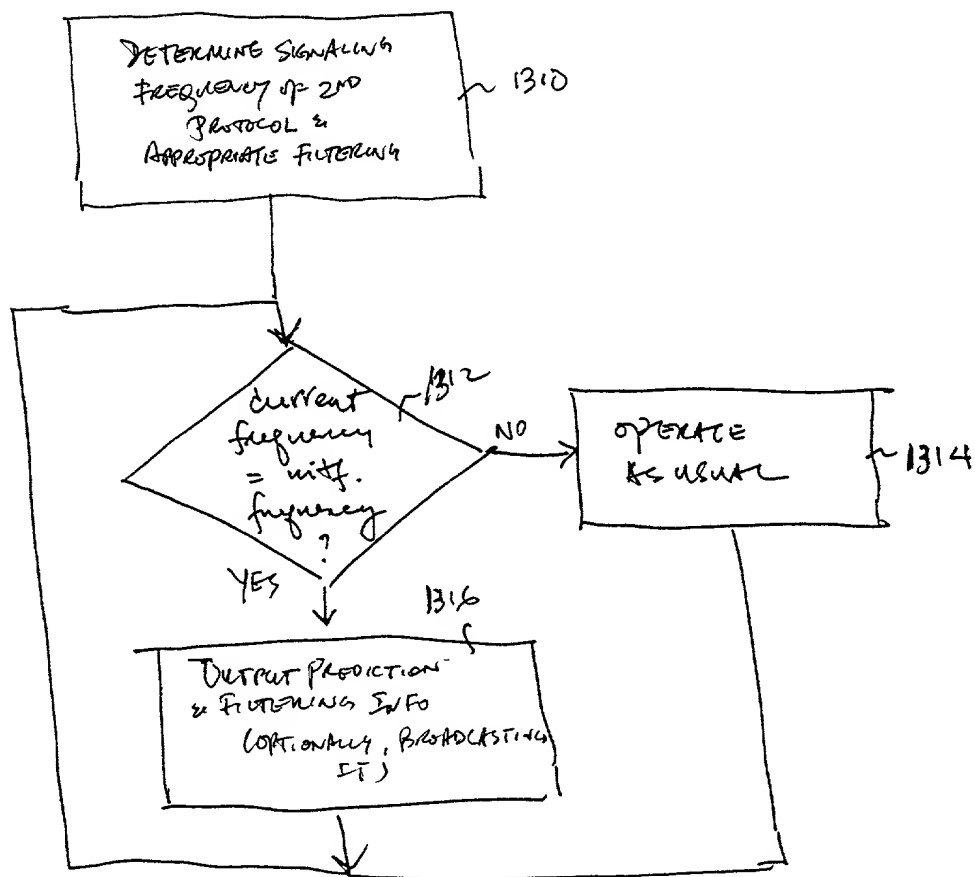 DETERMINE SIGNALING
FREQUENCY OF 2ND
PROTOCOL &
APPROPRIATE FILTERING
1310
1312
current
frequency
=
frequency
?
NO
OPERATE
AS USUAL
1314
YES
1316
OUTPUT PREDICTION
& FILTERING INFO
(OPTIONALLY, BROADCASTING
IT)